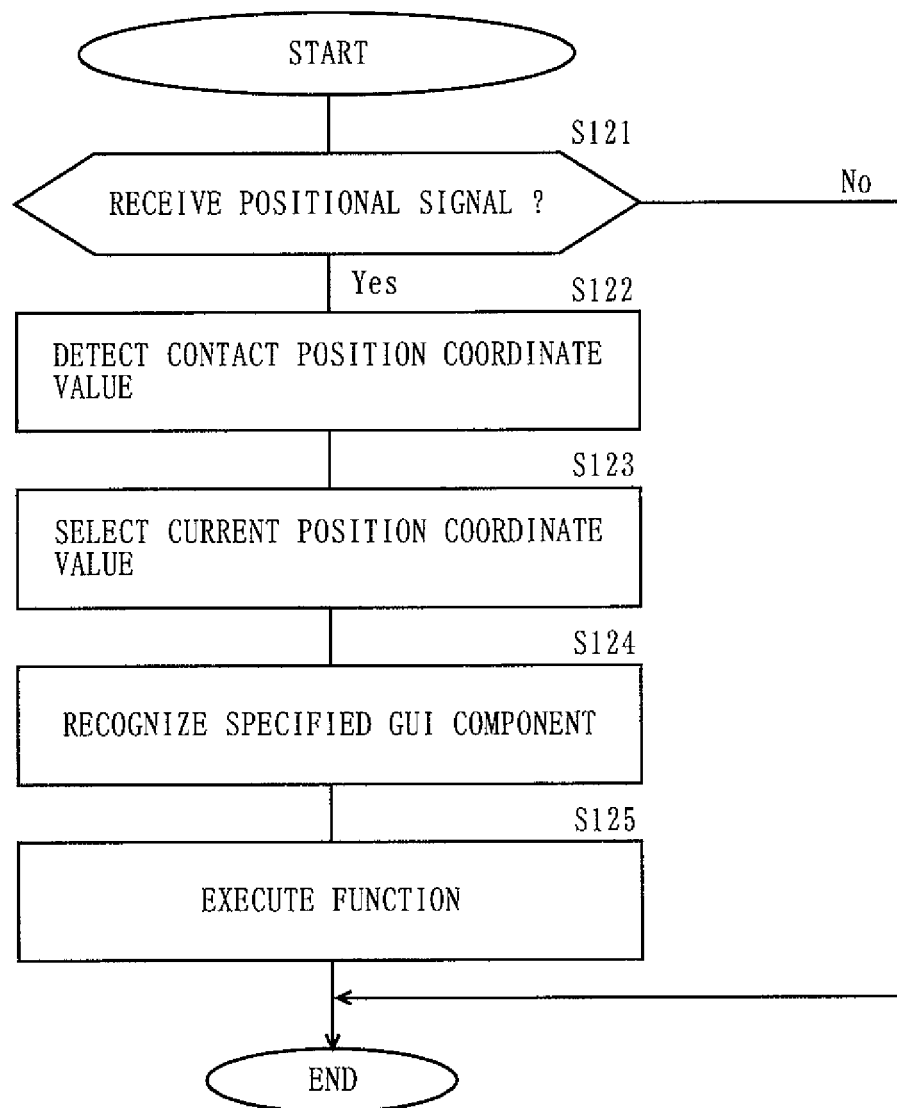 START
S121
RECEIVE POSITIONAL SIGNAL ?
No
Yes
S122
DETECT CONTACT POSITION COORDINATE
VALUE
S123
SELECT CURRENT POSITION COORDINATE
VALUE
S124
RECOGNIZE SPECIFIED GUI COMPONENT
S125
EXECUTE FUNCTION
END